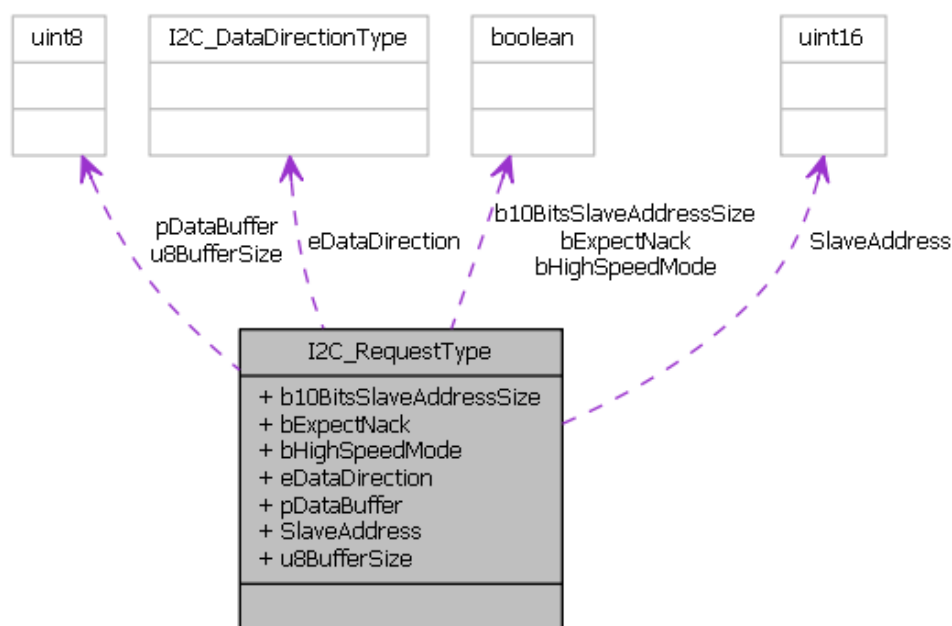 uint8
I2C_DataDirectionType
boolean
uint16
pDataBuffer
u8BufferSize
eDataDirection
b10BitsSlaveAddressSize
bExpectNack
bHighSpeedMode
SlaveAddress
I2C_RequestType
+ b10BitsSlaveAddressSize
+ bExpectNack
+ bHighSpeedMode
+ eDataDirection
+ pDataBuffer
+ SlaveAddress
+ u8BufferSize